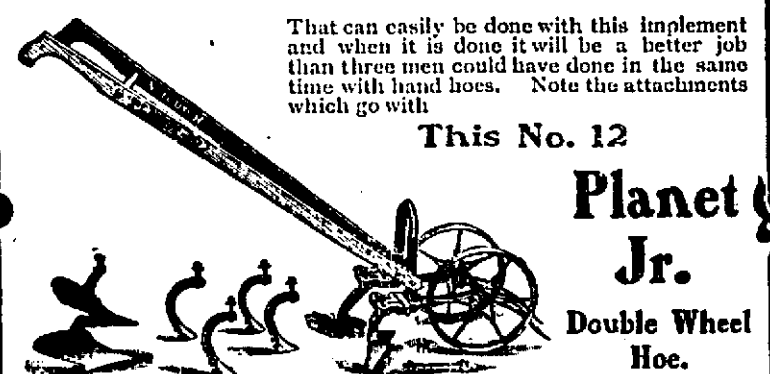 That can easily be done with this implement
and when it is done it will be a better job
than three men could have done in the same
time with hand hoes. Note the attachments
which go with
This No. 12
Planet
Jr.
Double Wheel
Hoe.